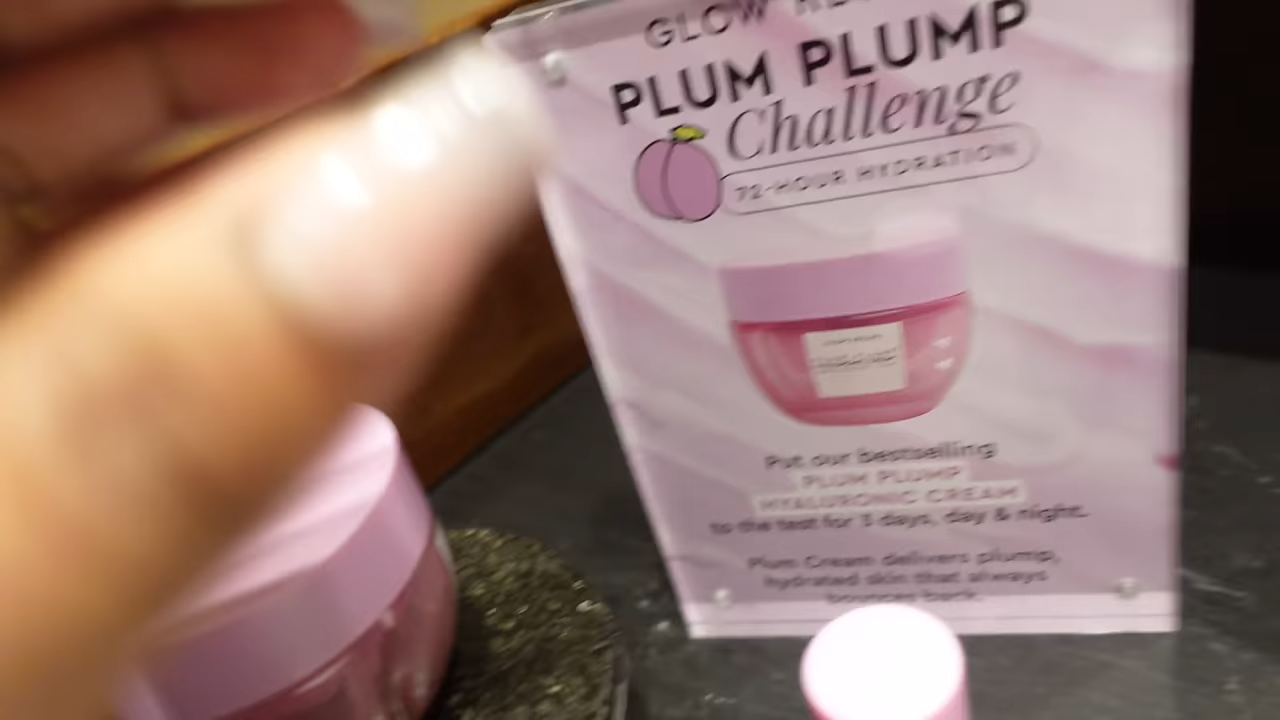 GLOW
PLUM PLUMP
Challenge
72-HOUR HYDRATION
Put our bestselling
PLUM PLUMP
HYALURONIC CREAM
to the test for 3 days, day & night.
Plum Cream delivers plump,
hydrated skin that always
bounces back.